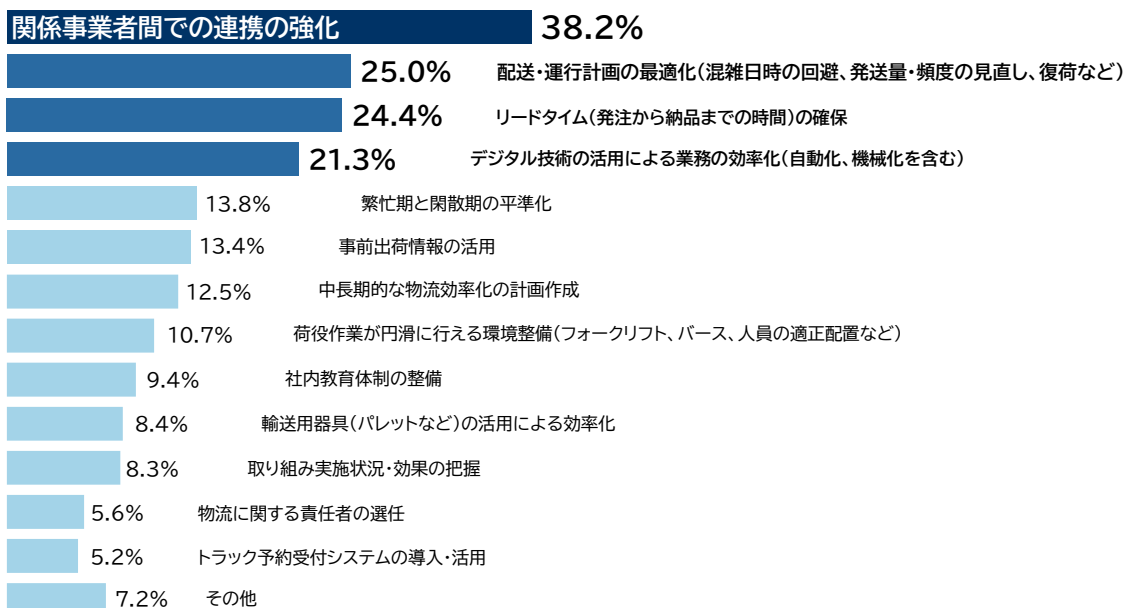 関係事業者間での連携の強化 38.2%
25.0% 配送・運行計画の最適化(混雑日時の回避、発送量・頻度の見直し、復荷など)
24.4% リードタイム(発注から納品までの時間)の確保
21.3% デジタル技術の活用による業務の効率化(自動化、機械化を含む)
13.8% 繁忙期と閑散期の平準化
13.4% 事前出荷情報の活用
12.5% 中長期的な物流効率化の計画作成
10.7% 荷役作業が円滑に行える環境整備(フォークリフト、バース、人員の適正配置など)
9.4% 社内教育体制の整備
8.4% 輸送用器具(パレットなど)の活用による効率化
8.3% 取り組み実施状況・効果の把握
5.6% 物流に関する責任者の選任
5.2% トラック予約受付システムの導入・活用
7.2% その他